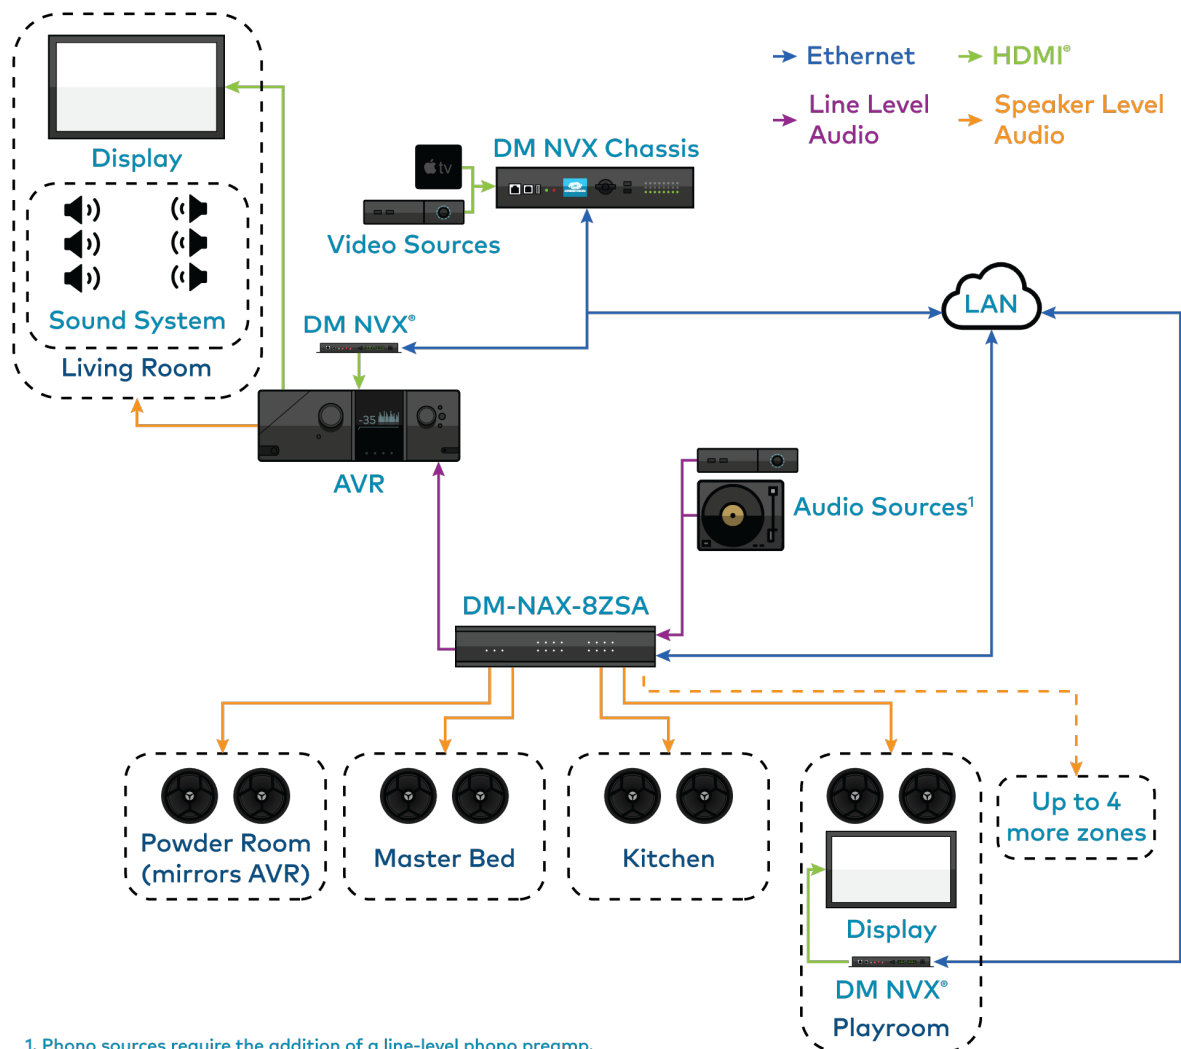 Ethernet
HDMI®
Line Level
Audio
Speaker Level
Audio
Display
Sound System
Living Room
tv
Video Sources
DM NVX Chassis
DM NVX®
LAN
-35
AVR
Audio Sources¹
DM-NAX-8ZSA
Powder Room
(mirrors AVR)
Master Bed
Kitchen
Display
DM NVX®
Playroom
Up to 4
more zones
1. Phono sources require the addition of a line-level phono preamp.